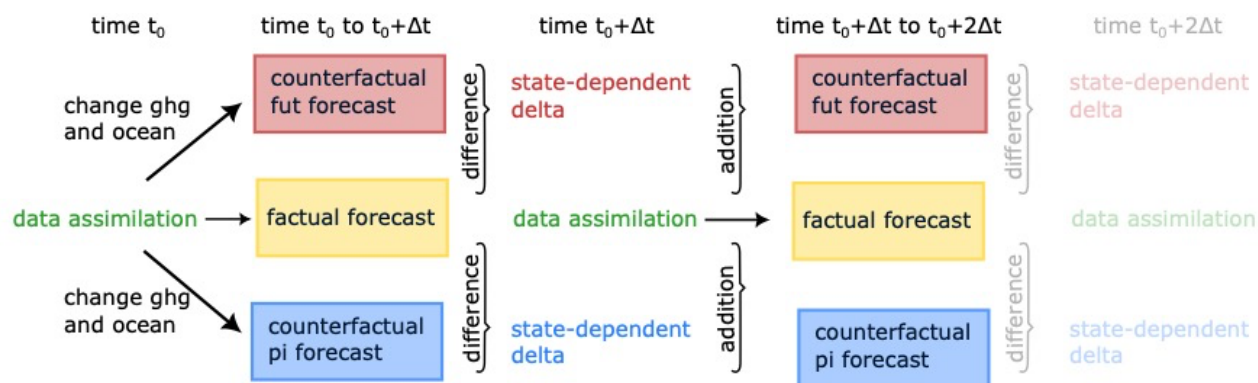 time t₀
time t₀ to t₀+Δt
time t₀+Δt
time t₀+Δt to t₀+2Δt
time t₀+2Δt
change ghg
and ocean
counterfactual
fut forecast
difference
state-dependent
delta
addition
counterfactual
fut forecast
difference
state-dependent
delta
data assimilation
factual forecast
data assimilation
factual forecast
data assimilation
change ghg
and ocean
counterfactual
pi forecast
difference
state-dependent
delta
addition
counterfactual
pi forecast
difference
state-dependent
delta